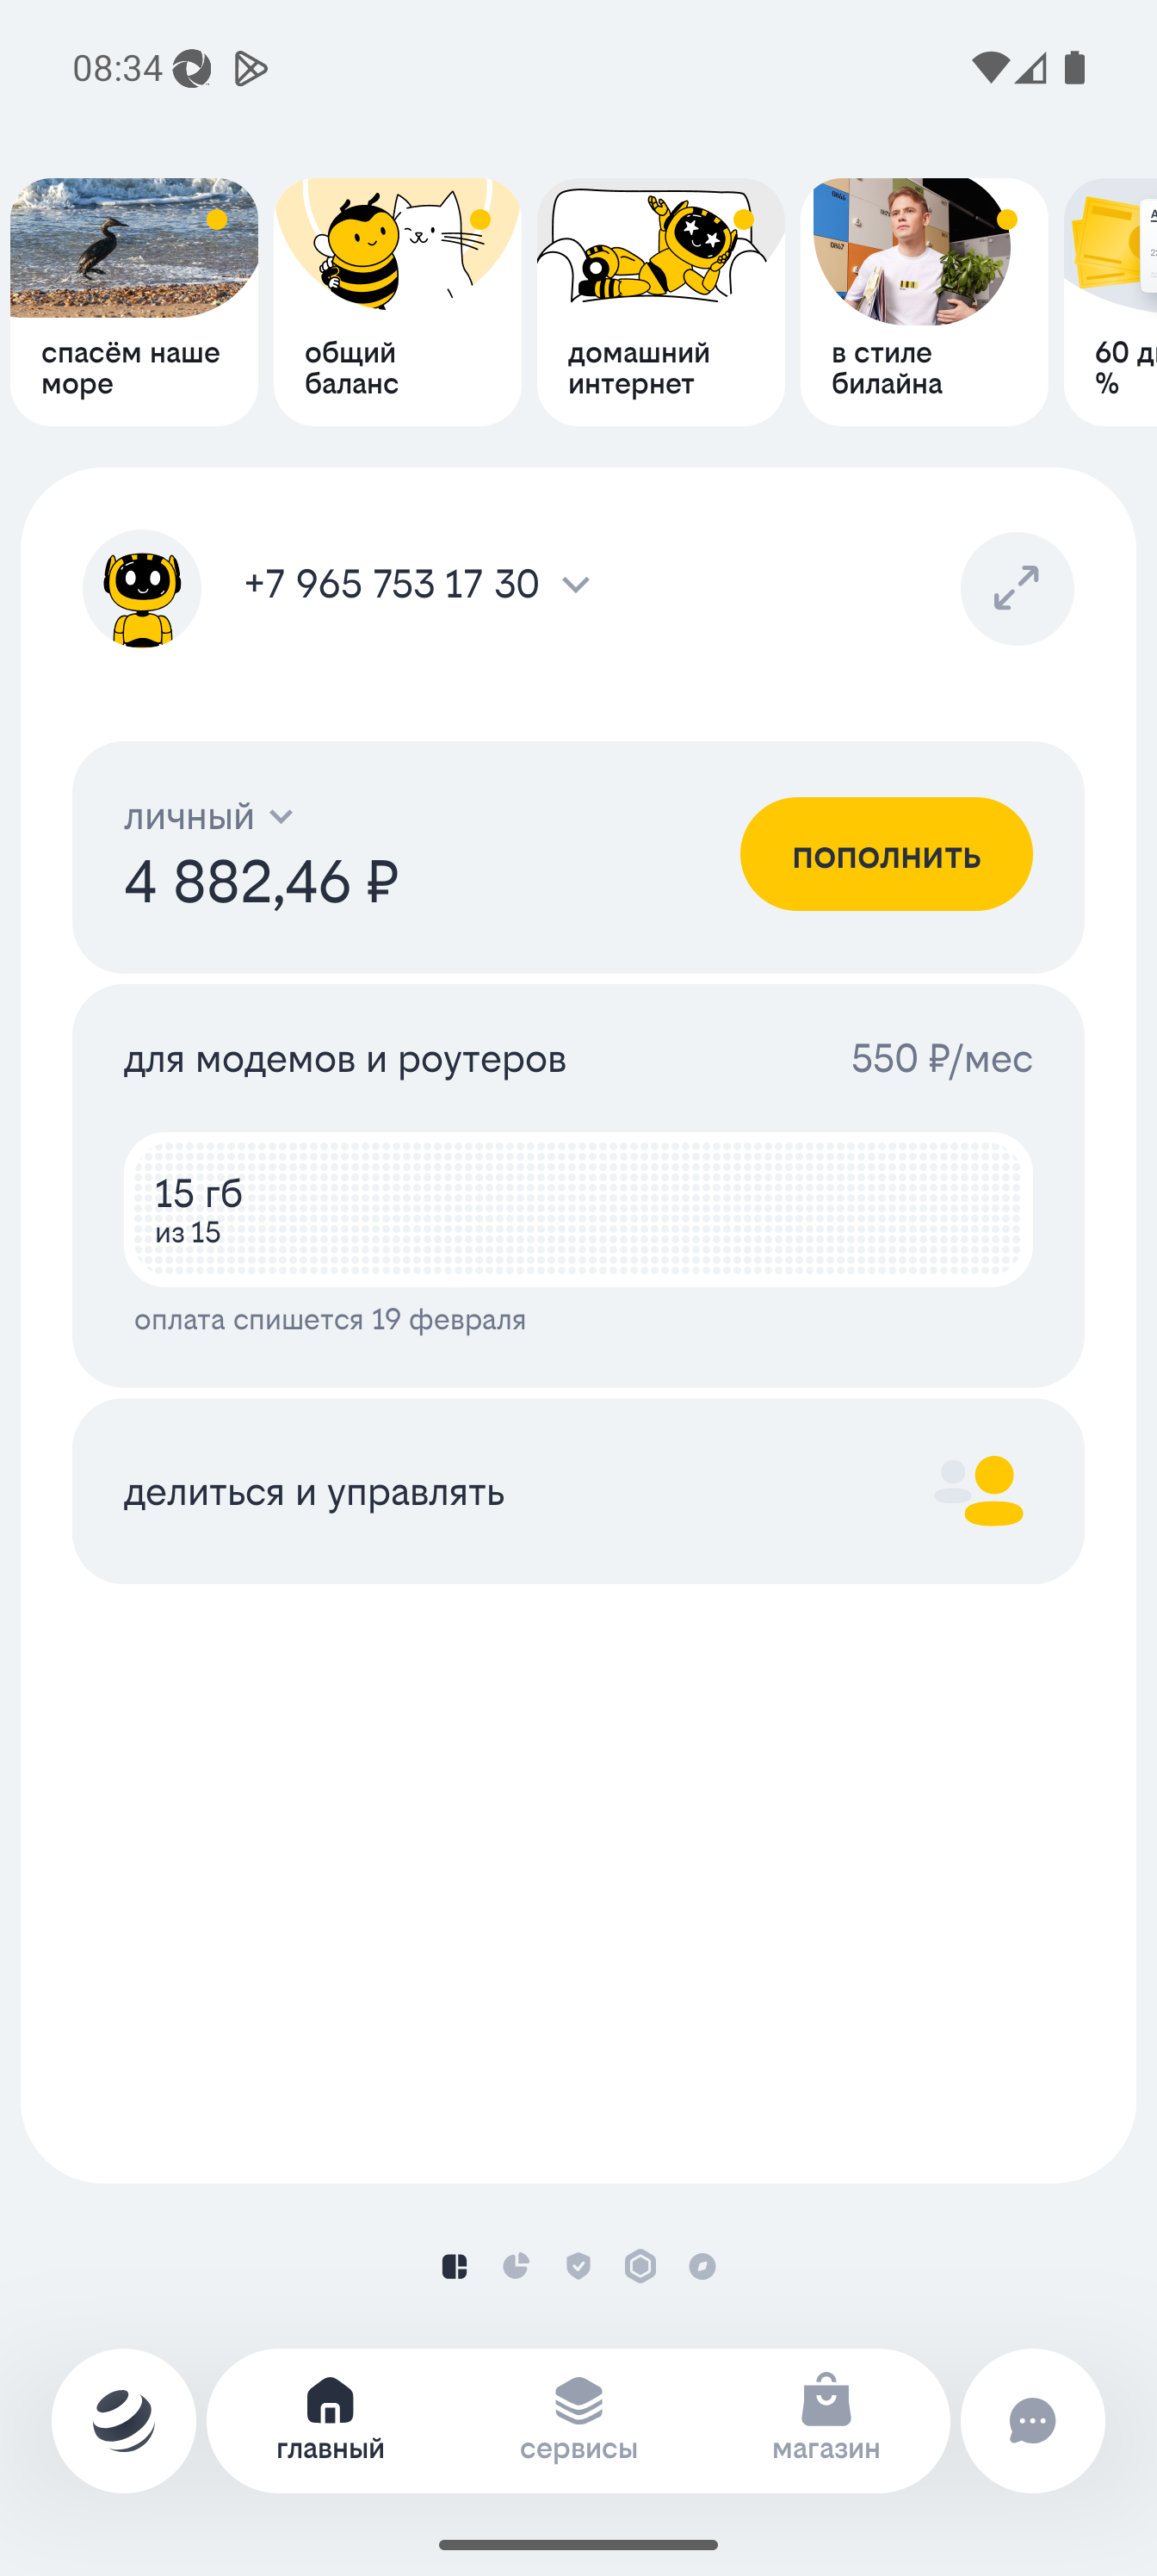 08:34
спасём наше
море
общий
баланс
домашний
интернет
в стиле
билайна
60
%
+7 965 753 17 30
личный
4 882,46 ₽
пополнить
для модемов и роутеров
550 ₽/мес
15 гб
из 15
оплата спишется 19 февраля
делиться и управлять
главный
сервисы
магазин